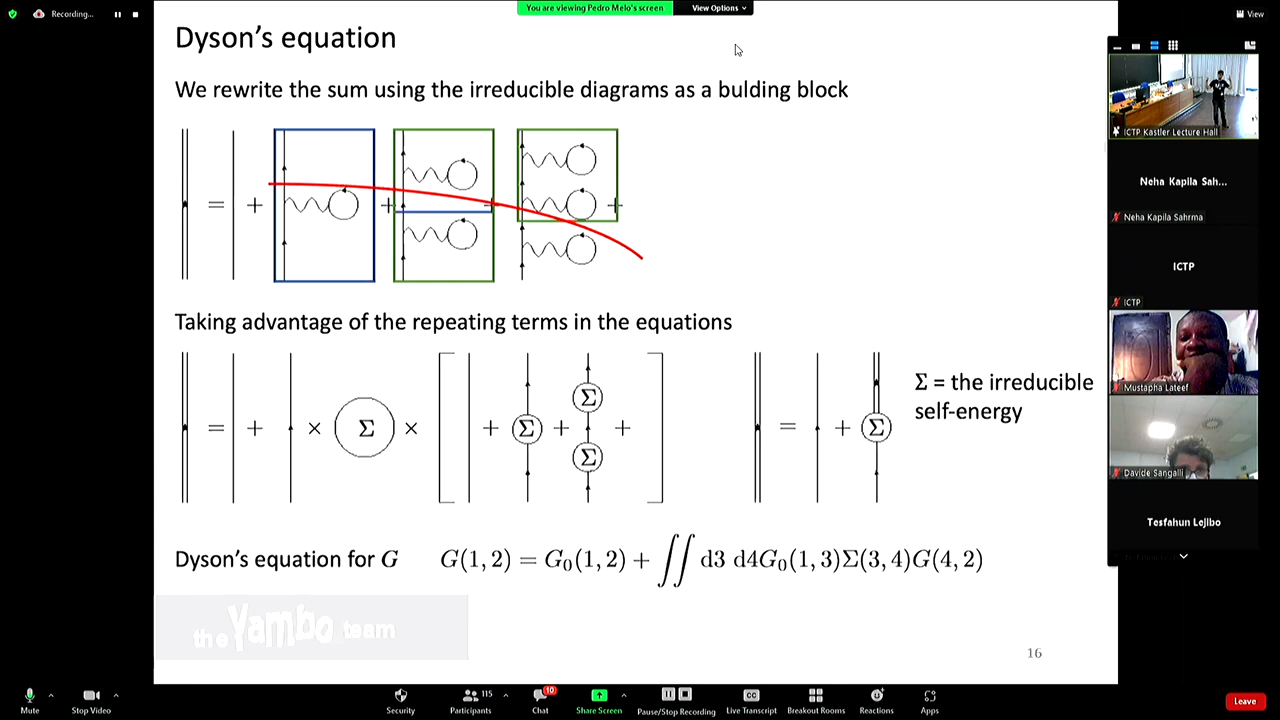 Recording...
You are viewing Pedro Melo's screen
View Options
View
Dyson's equation
We rewrite the sum using the irreducible diagrams as a bulding block
= + + + +
Taking advantage of the repeating terms in the equations
= + × Σ × [ + Σ + Σ Σ + ]
= + Σ
Σ = the irreducible
self-energy
Dyson's equation for G G(1, 2) = G₀(1, 2) + ∬ d3 d4G₀(1, 3)Σ(3, 4)G(4, 2)
the Yambo team
16
ICTP Kastler Lecture Hall
Neha Kapila Sah...
Neha Kapila Sahrma
ICTP
ICTP
Mustapha Lateef
Davide Sangalli
Tesfahun Lejibo
Mute
Stop Video
Security
115
Participants
10
Chat
Share Screen
Pause/Stop Recording
CC
Live Transcript
Breakout Rooms
Reactions
Apps
Leave